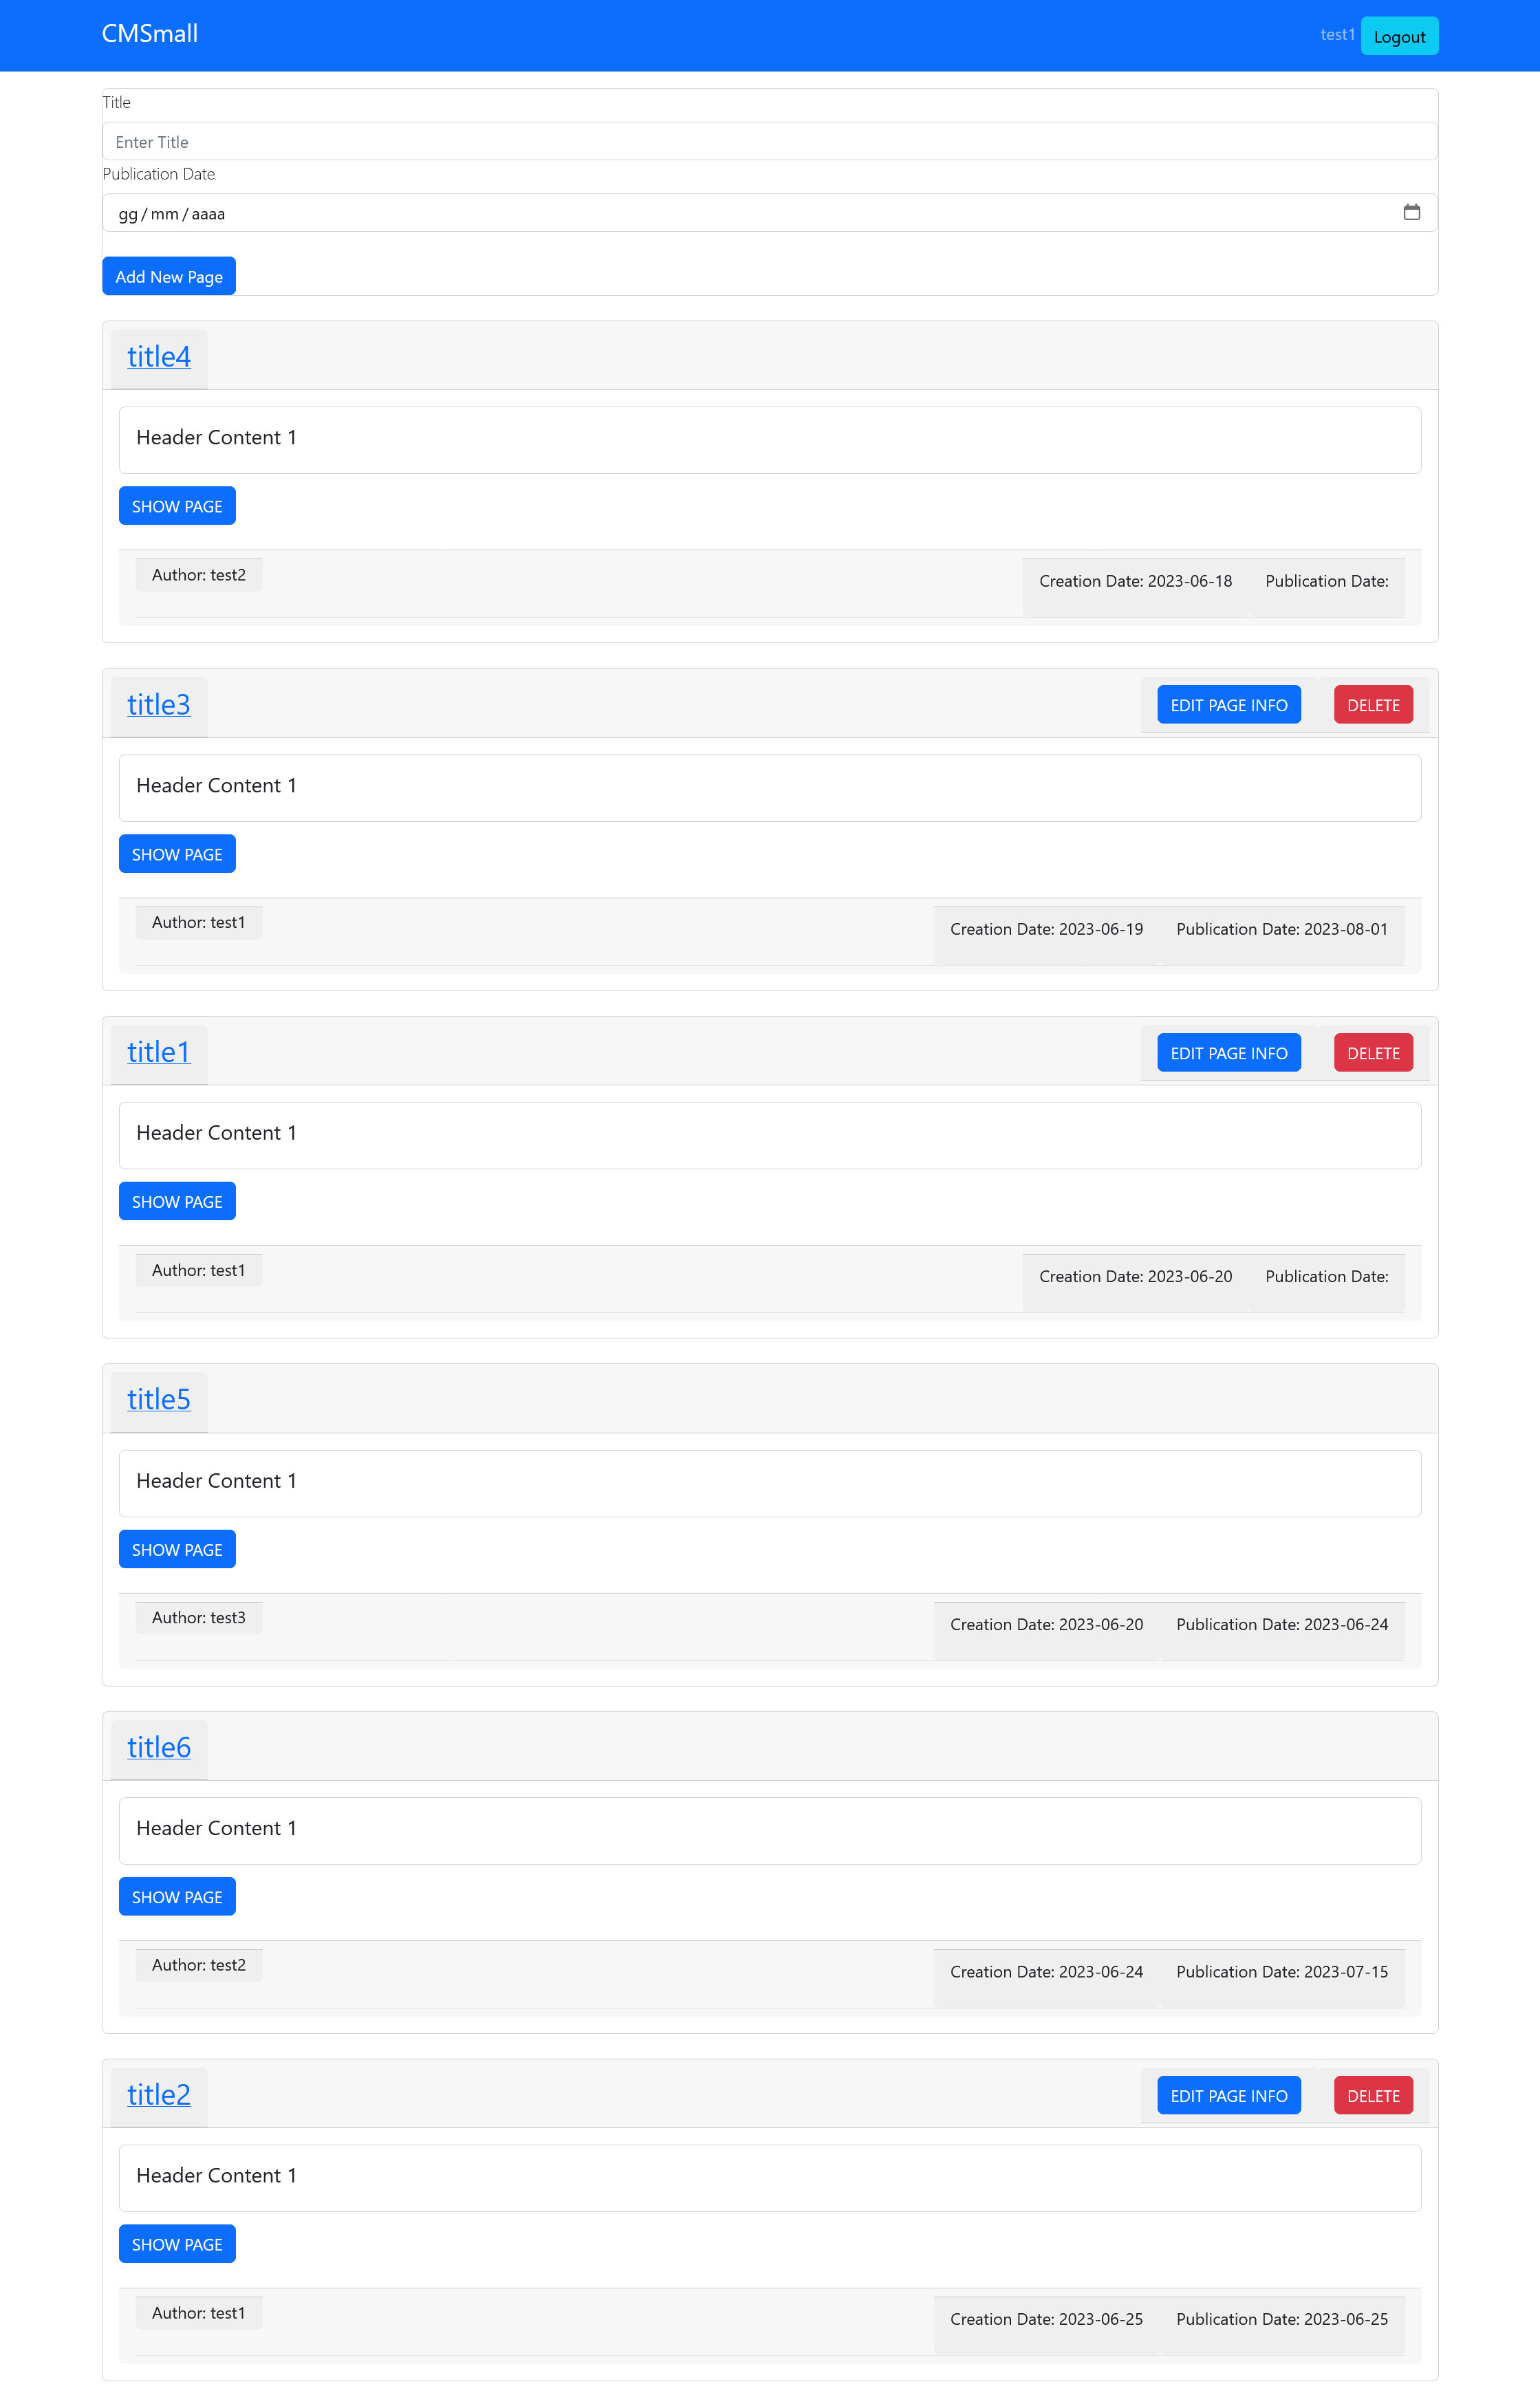 CMSmall test1 Logout
Title
Enter Title
Publication Date
gg/mm/aaaa
Add New Page
title4
Header Content 1
SHOW PAGE
Author: test2 Creation Date: 2023-06-18 Publication Date:
title3 EDIT PAGE INFO DELETE
Header Content 1
SHOW PAGE
Author: test1 Creation Date: 2023-06-19 Publication Date: 2023-08-01
title1 EDIT PAGE INFO DELETE
Header Content 1
SHOW PAGE
Author: test1 Creation Date: 2023-06-20 Publication Date:
title5
Header Content 1
SHOW PAGE
Author: test3 Creation Date: 2023-06-20 Publication Date: 2023-06-24
title6
Header Content 1
SHOW PAGE
Author: test2 Creation Date: 2023-06-24 Publication Date: 2023-07-15
title2 EDIT PAGE INFO DELETE
Header Content 1
SHOW PAGE
Author: test1 Creation Date: 2023-06-25 Publication Date: 2023-06-25